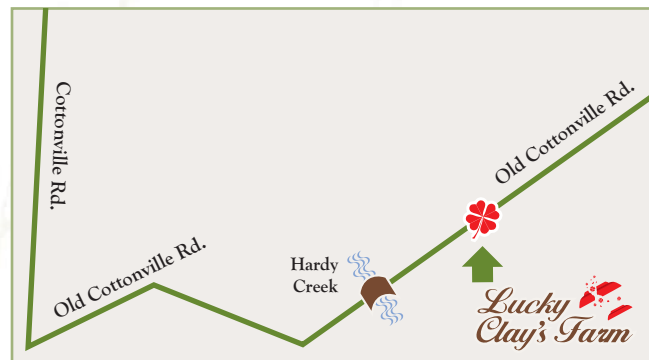 Cottonville Rd.
Old Cottonville Rd.
Old Cottonville Rd.
Hardy
Creek
Lucky
Clay's Farm